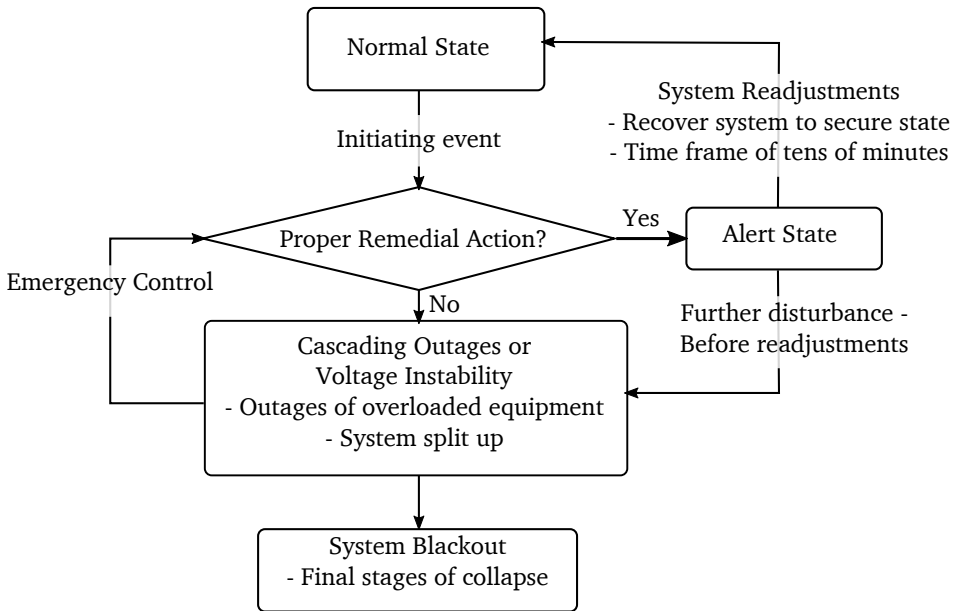 Normal State
System Readjustments
- Recover system to secure state
- Time frame of tens of minutes
Initiating event
Proper Remedial Action?
Yes
Alert State
Emergency Control
No
Further disturbance -
Before readjustments
Cascading Outages or
Voltage Instability
- Outages of overloaded equipment
- System split up
System Blackout
- Final stages of collapse